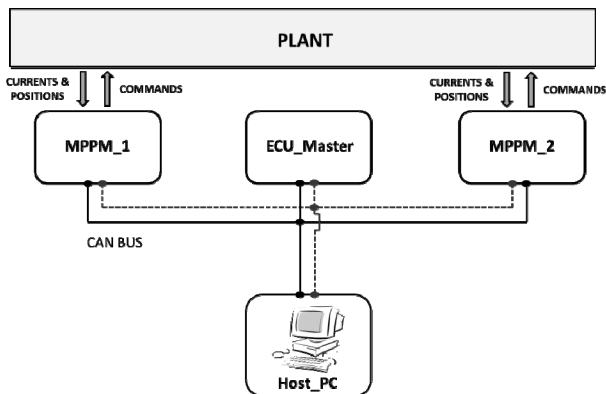 PLANT
CURRENTS &
POSITIONS
COMMANDS
CURRENTS &
POSITIONS
COMMANDS
MPPM_1
ECU_Master
MPPM_2
CAN BUS
Host_PC